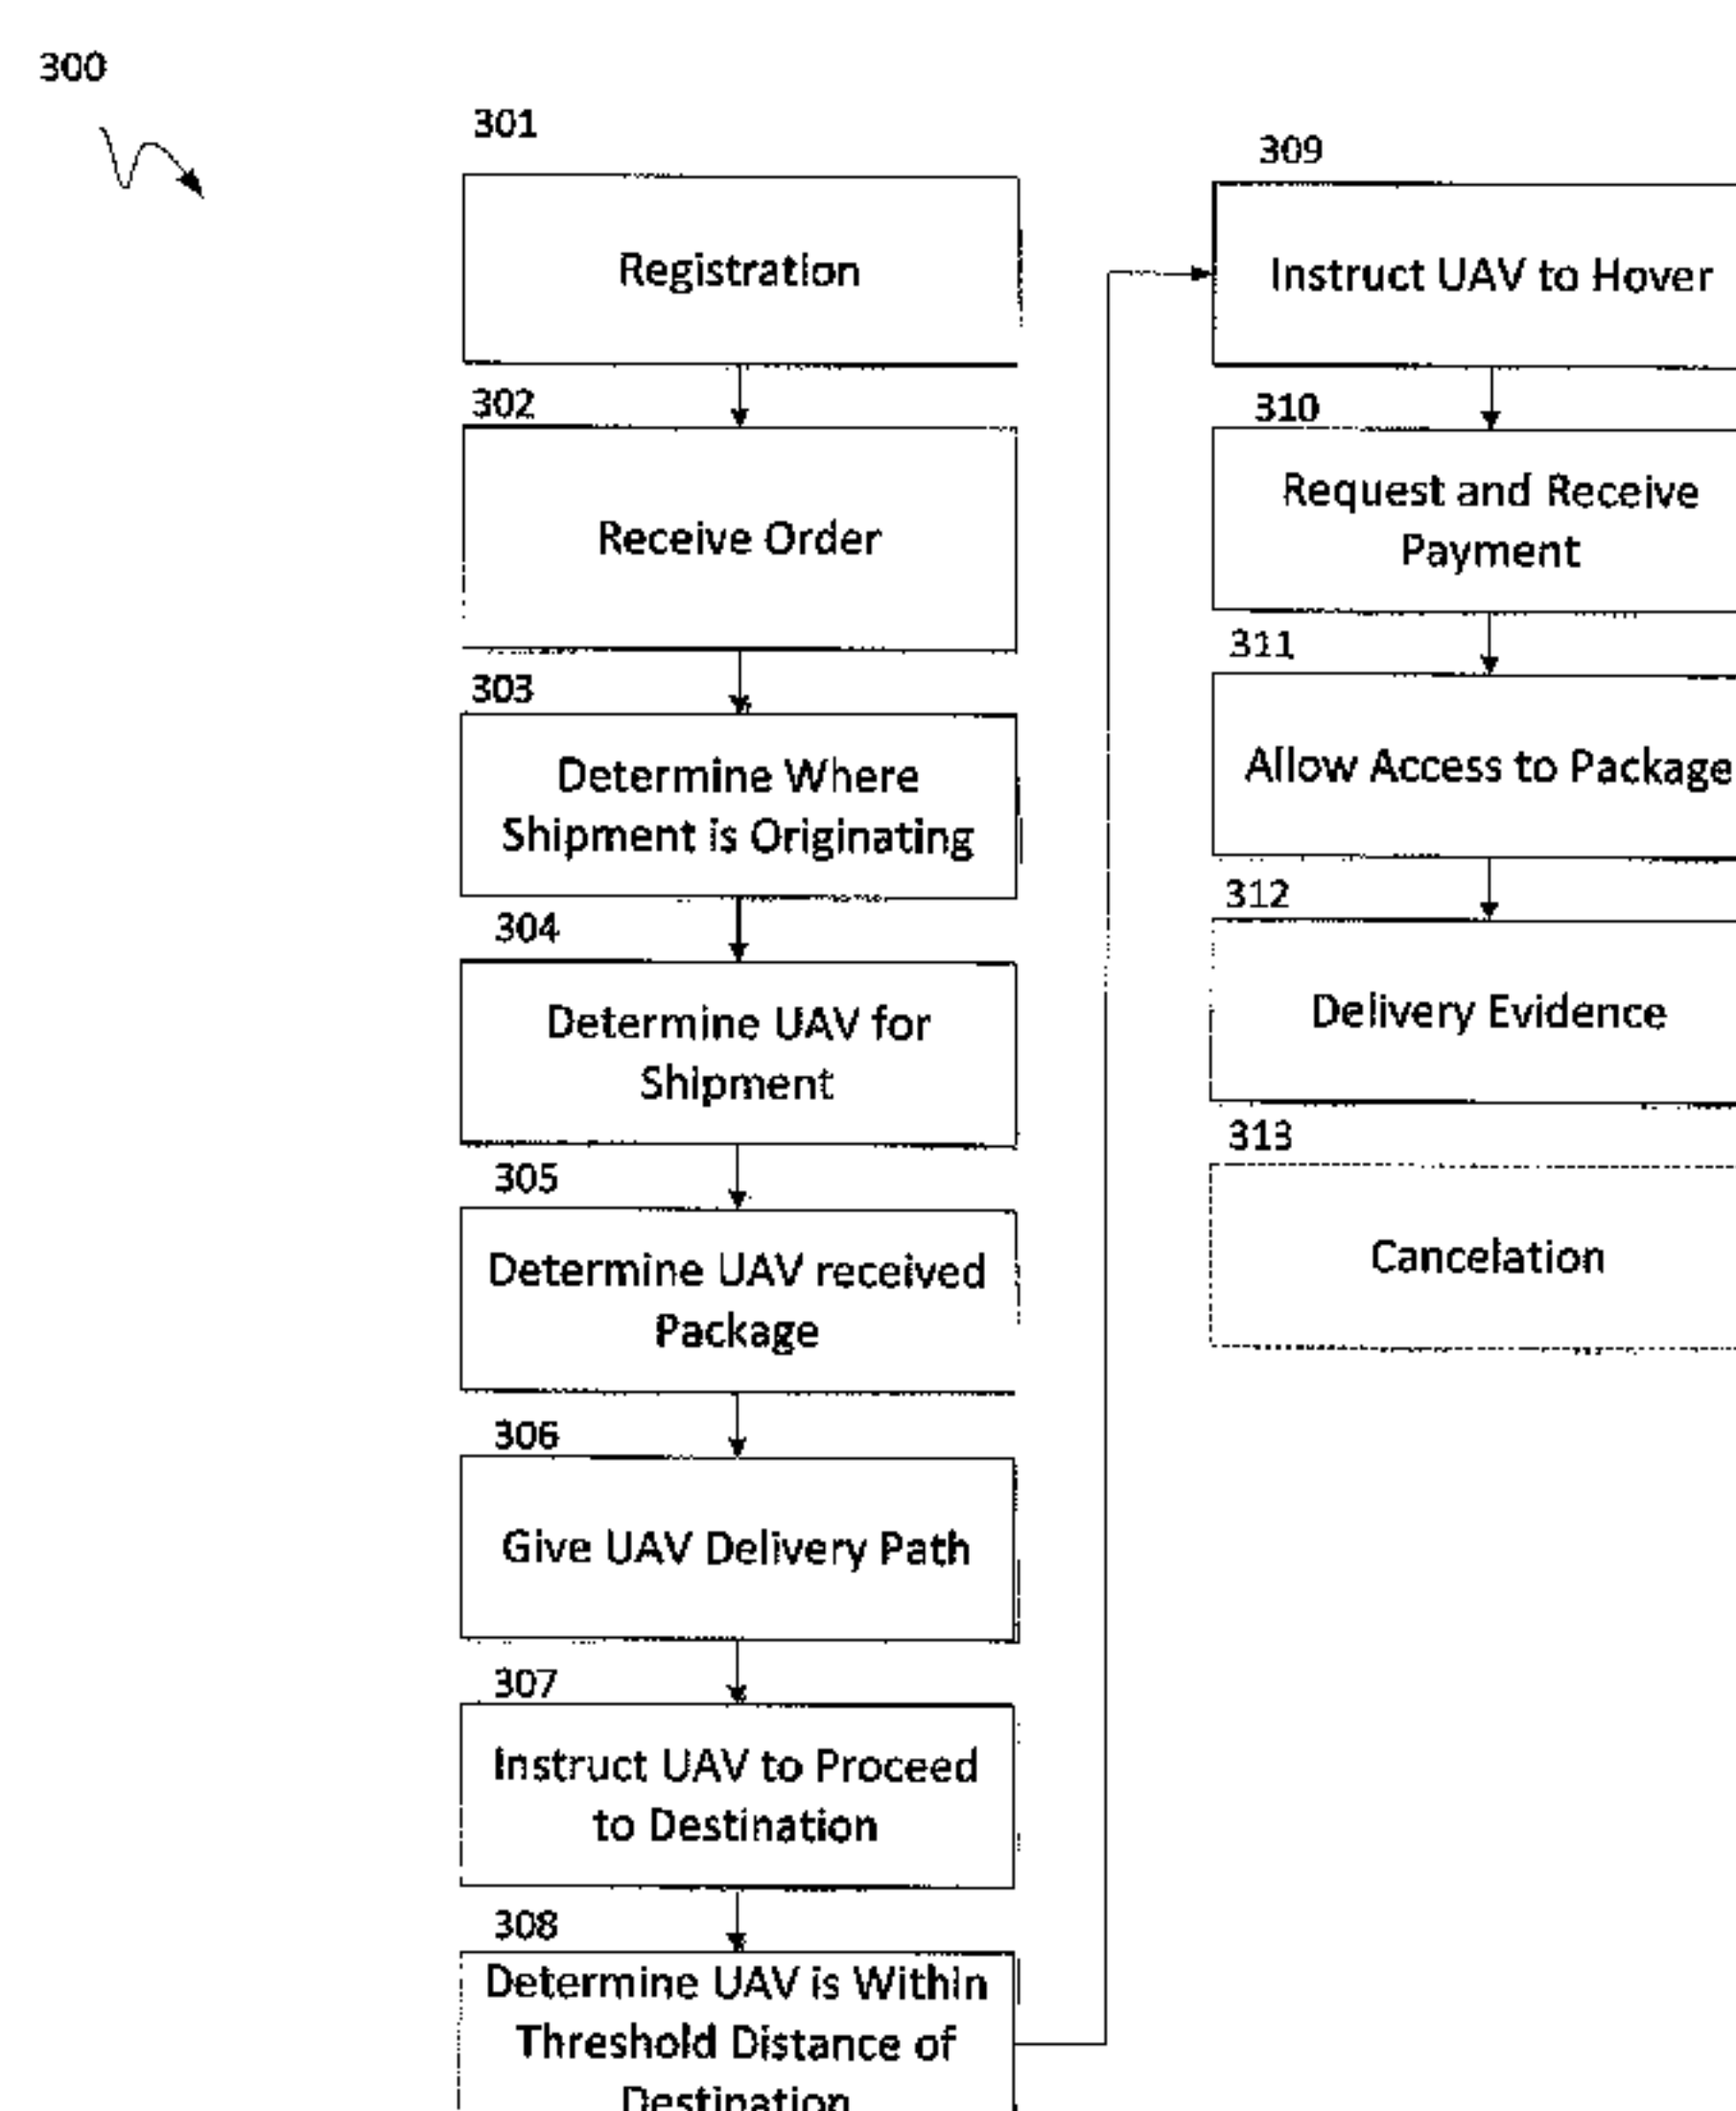 300
301
Registration
302
Receive Order
303
Determine Where
Shipment is Originating
304
Determine UAV for
Shipment
305
Determine UAV received
Package
306
Give UAV Delivery Path
307
Instruct UAV to Proceed
to Destination
308
Determine UAV is Within
Threshold Distance of
Destination
309
Instruct UAV to Hover
310
Request and Receive
Payment
311
Allow Access to Package
312
Delivery Evidence
313
Cancelation